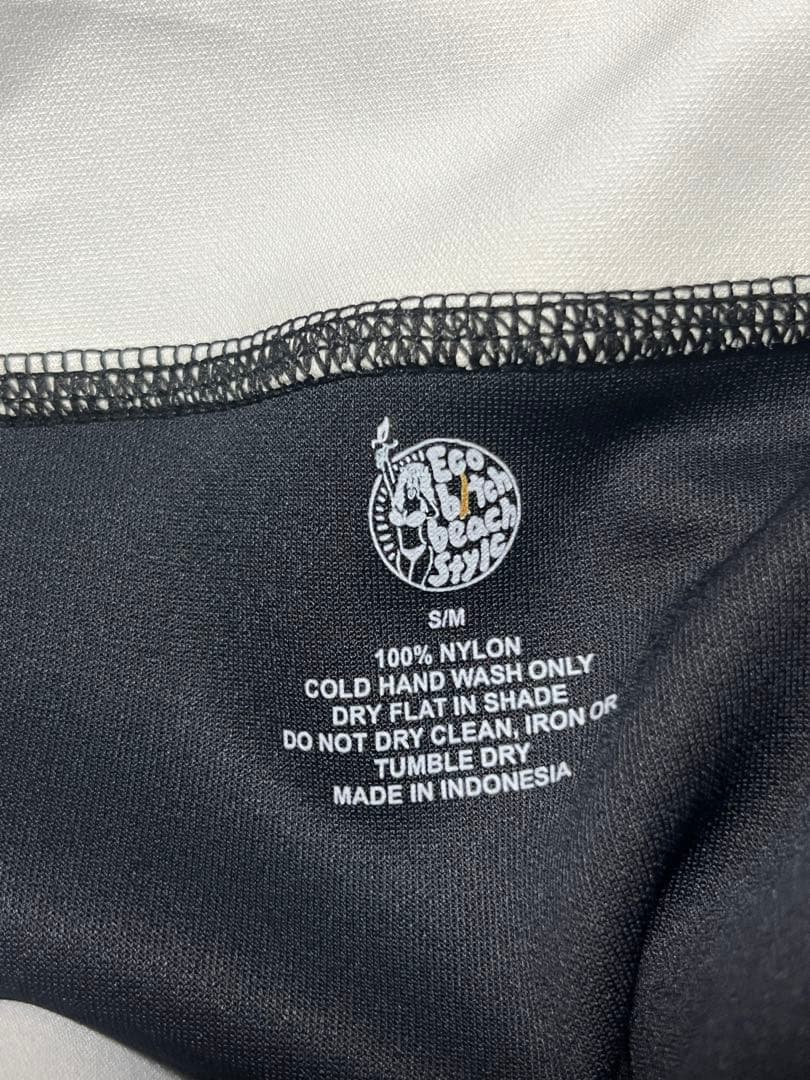 Eco
bitch
beach
Style
S/M
100% NYLON
COLD HAND WASH ONLY
DRY FLAT IN SHADE
DO NOT DRY CLEAN, IRON OR
TUMBLE DRY
MADE IN INDONESIA